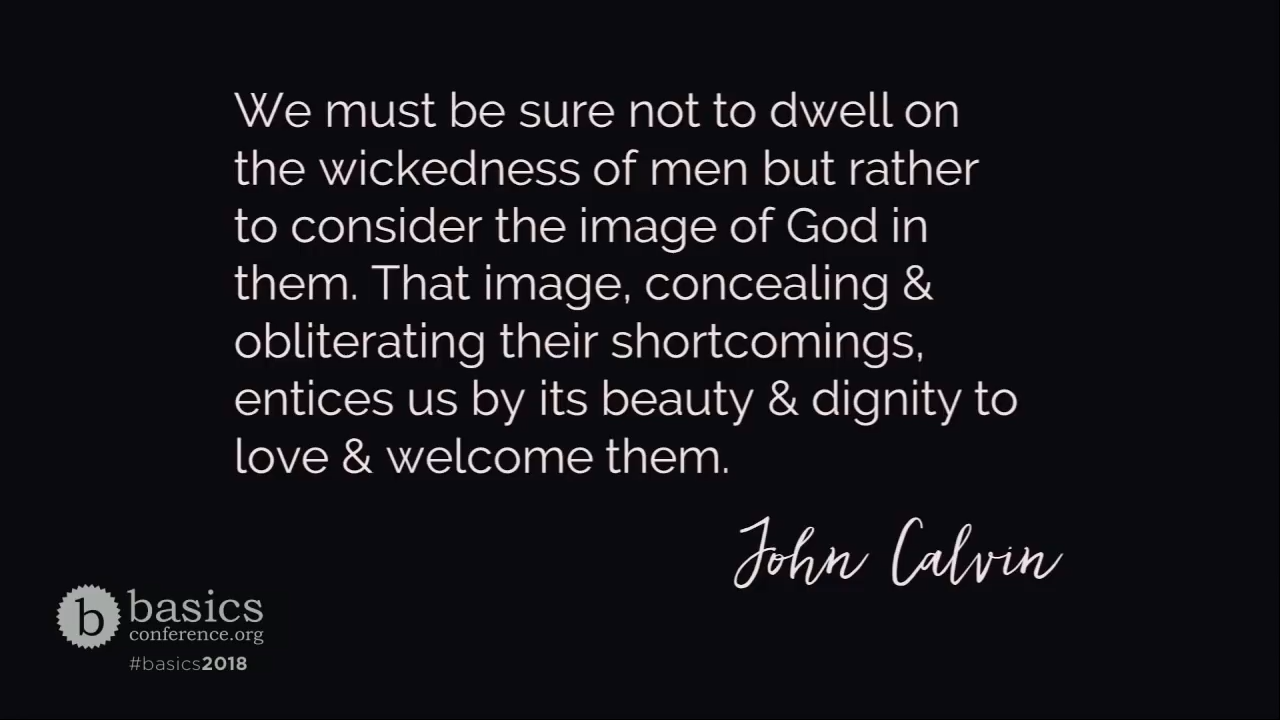 We must be sure not to dwell on
the wickedness of men but rather
to consider the image of God in
them. That image, concealing &
obliterating their shortcomings,
entices us by its beauty & dignity to
love & welcome them.
John Calvin
b basics
conference.org
#basics2018